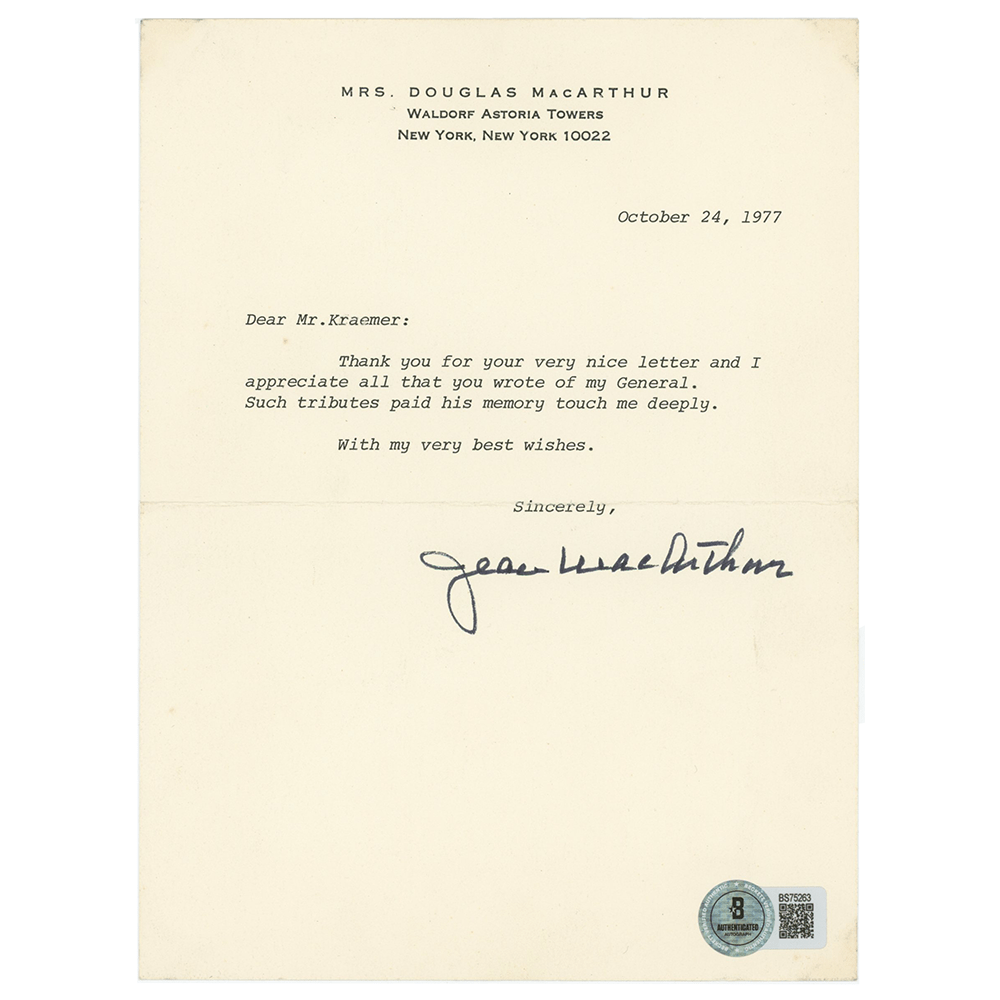 MRS. DOUGLAS MACARTHUR
WALDORF ASTORIA TOWERS
NEW YORK, NEW YORK 10022
October 24, 1977
Dear Mr.Kraemer:
Thank you for your very nice letter and I
appreciate all that you wrote of my General.
Such tributes paid his memory touch me deeply.
With my very best wishes.
Sincerely,
Jean MacArthur
B
AUTHENTICATED
AUTOGRAPH
BS75263